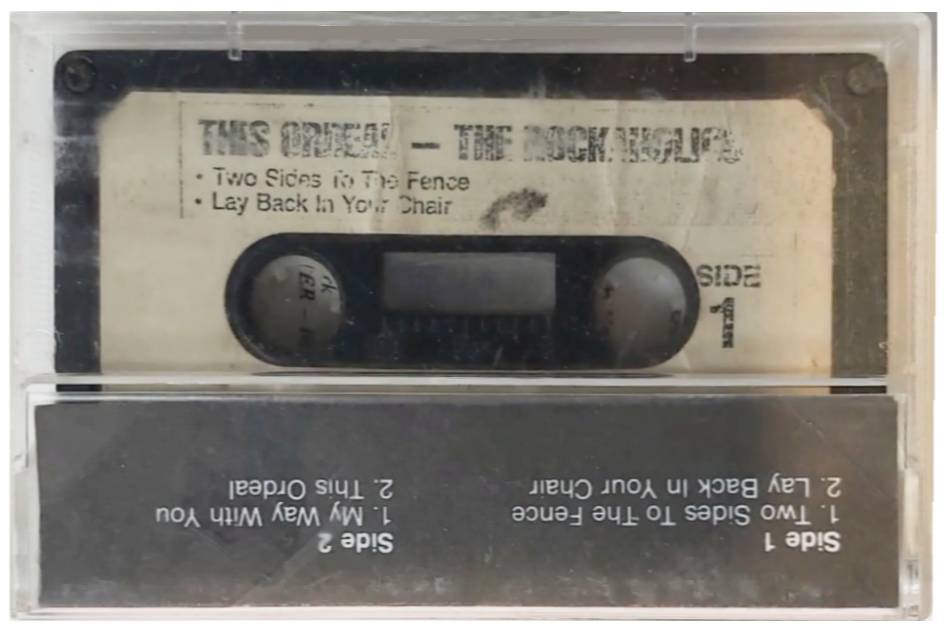 THIS ORDEAL — THE ROCKAHOLICS
• Two Sides To The Fence
• Lay Back In Your Chair
SIDE
1
Side 1
1. Two Sides To The Fence
2. Lay Back In Your Chair
Side 2
1. My Way With You
2. This Ordeal